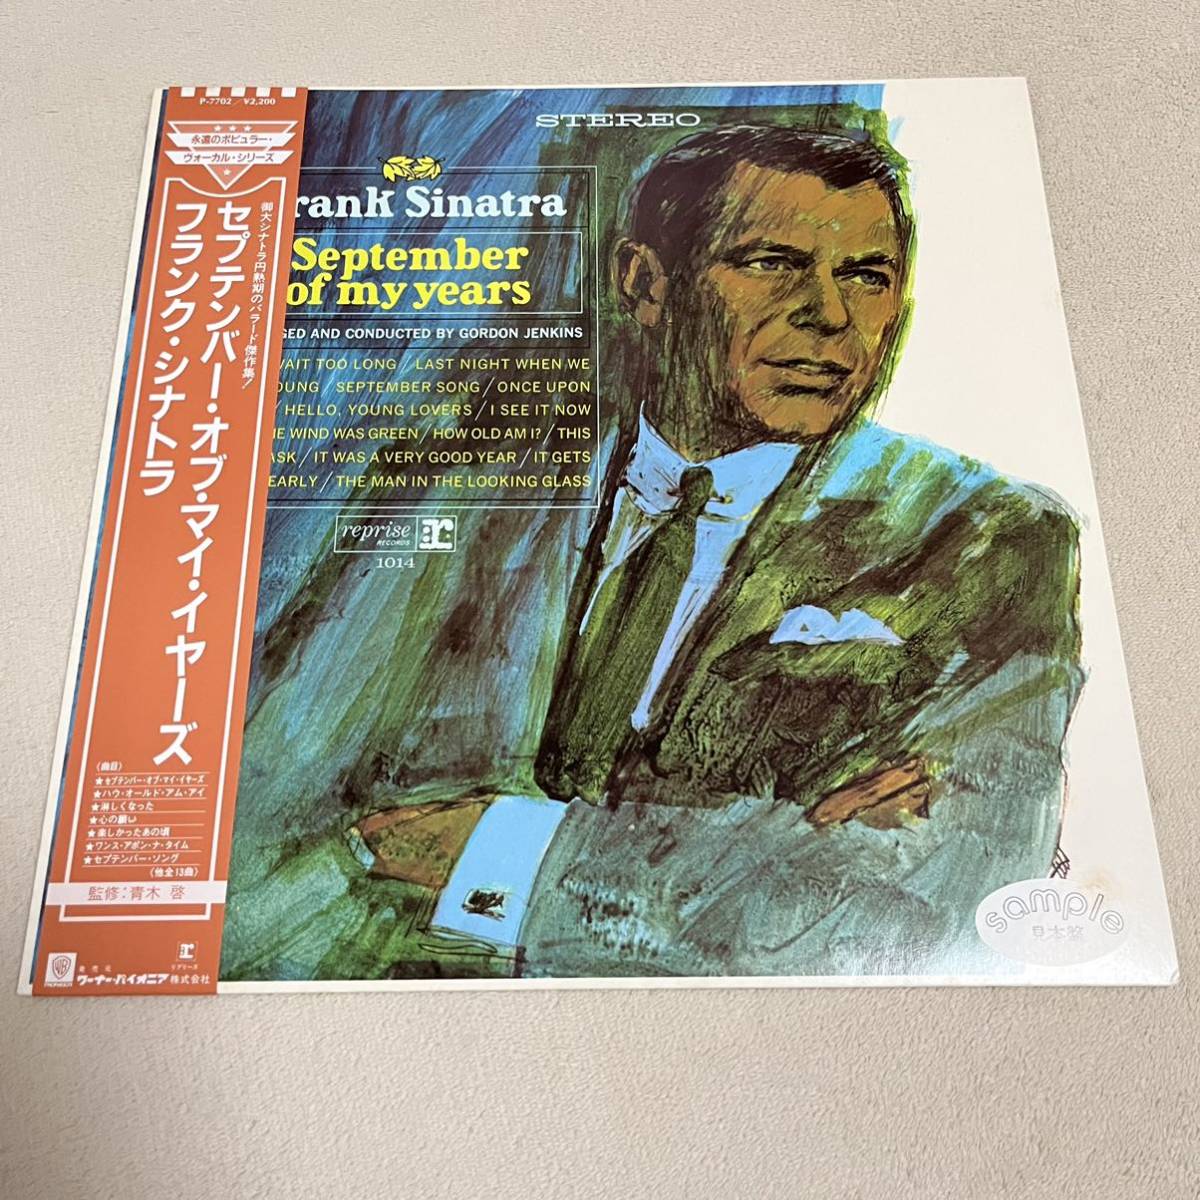 P-7702/¥2,200
永遠のポピュラー・
ヴォーカル・シリーズ
御大シナトラ円熟期のバラード傑作集!
セプテンバー・オブ・マイ・イヤーズ
フランク・シナトラ
〈曲目〉
★セプテンバー・オブ・マイ・イヤーズ
★ハウ・オールド・アム・アイ
★淋しくなった
★心の願い
★楽しかったあの頃
★ワンス・アポン・ナ・タイム
★セプテンバー・ソング
〈他全13曲〉
監修:青木 啓
WB
発売元
ワーナー・パイオニア株式会社
リプリーズ
STEREO
rank Sinatra
September
of my years
GED AND CONDUCTED BY GORDON JENKINS
WAIT TOO LONG / LAST NIGHT WHEN WE
OUNG / SEPTEMBER SONG / ONCE UPON
/ HELLO, YOUNG LOVERS / I SEE IT NOW
HE WIND WAS GREEN / HOW OLD AM I? / THIS
ASK / IT WAS A VERY GOOD YEAR / IT GETS
EARLY / THE MAN IN THE LOOKING GLASS
reprise
RECORDS
r:
1014
sample
見本盤